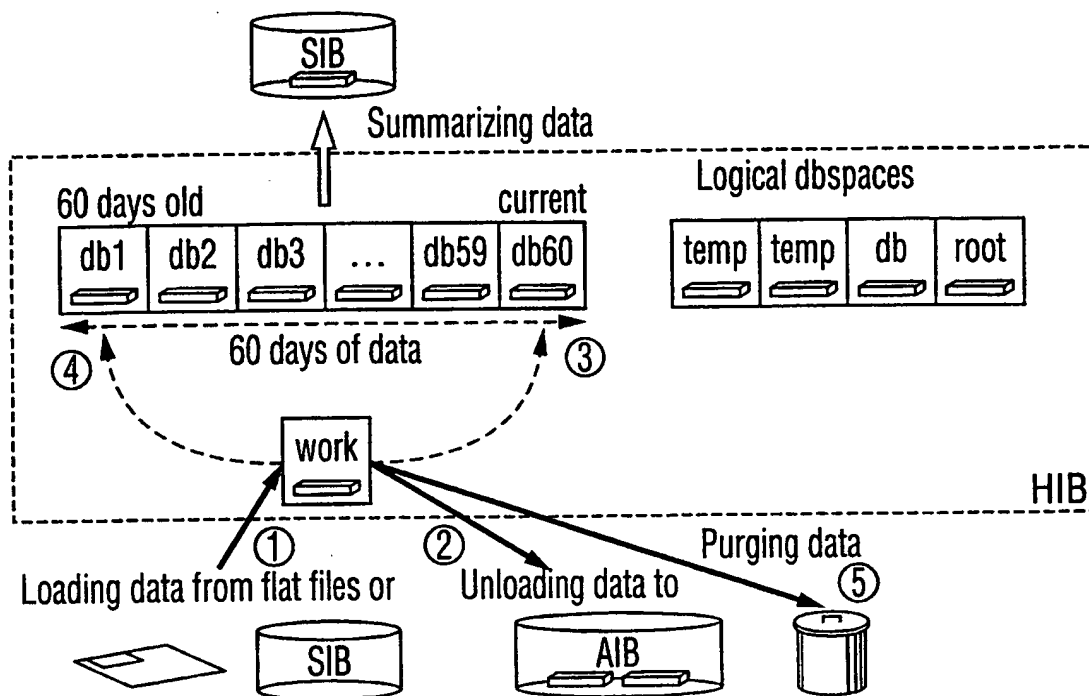 SIB
Summarizing data
60 days old
current
Logical dbspaces
db1 db2 db3 ... db59 db60
temp temp db root
60 days of data
④
③
work
HIB
①
②
Purging data
⑤
Loading data from flat files or
Unloading data to
SIB
AIB